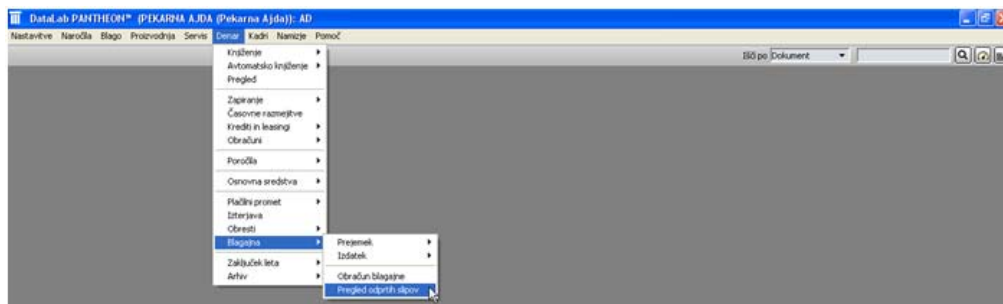 DataLab PANTHEON™ (PEKARNA AJDA (Pekarna Ajda)): AD
Nastavitve Naročila Blago Proizvodnja Servis Denar Kadri Namizje Pomoč
Išči po Dokument
Knjiženje
Avtomatsko knjiženje
Pregled
Zapiranje
Časovne razmejitve
Krediti in leasingi
Obračuni
Poročila
Osnovna sredstva
Plačilni promet
Izterjava
Obresti
Blagajna
Zaključek leta
Arhiv
Prejemek
Izdatek
Obračun blagajne
Pregled odprtih slipov